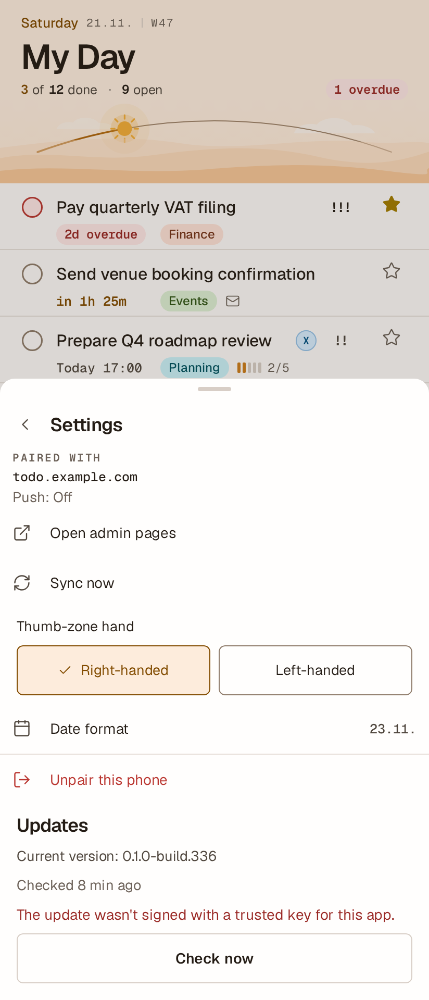 Saturday 21.11. | W47
My Day
3 of 12 done · 9 open
1 overdue
Pay quarterly VAT filing !!!
2d overdue Finance
Send venue booking confirmation
in 1h 25m Events
Prepare Q4 roadmap review X !!
Today 17:00 Planning 2/5
Settings
PAIRED WITH
todo.example.com
Push: Off
Open admin pages
Sync now
Thumb-zone hand
Right-handed Left-handed
Date format 23.11.
Unpair this phone
Updates
Current version: 0.1.0-build.336
Checked 8 min ago
The update wasn't signed with a trusted key for this app.
Check now